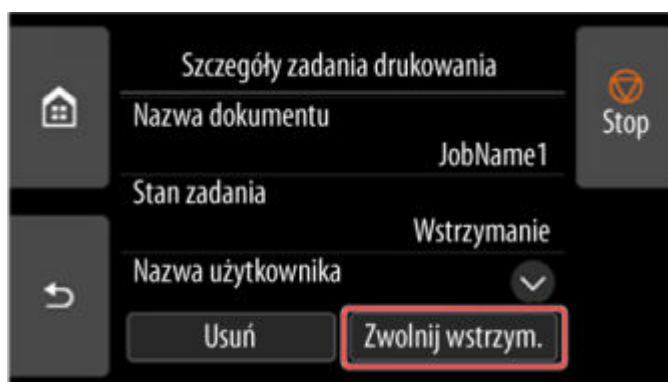 Szczegóły zadania drukowania
Nazwa dokumentu
JobName1
Stan zadania
Wstrzymanie
Nazwa użytkownika
Usuń
Zwolnij wstrzym.
Stop